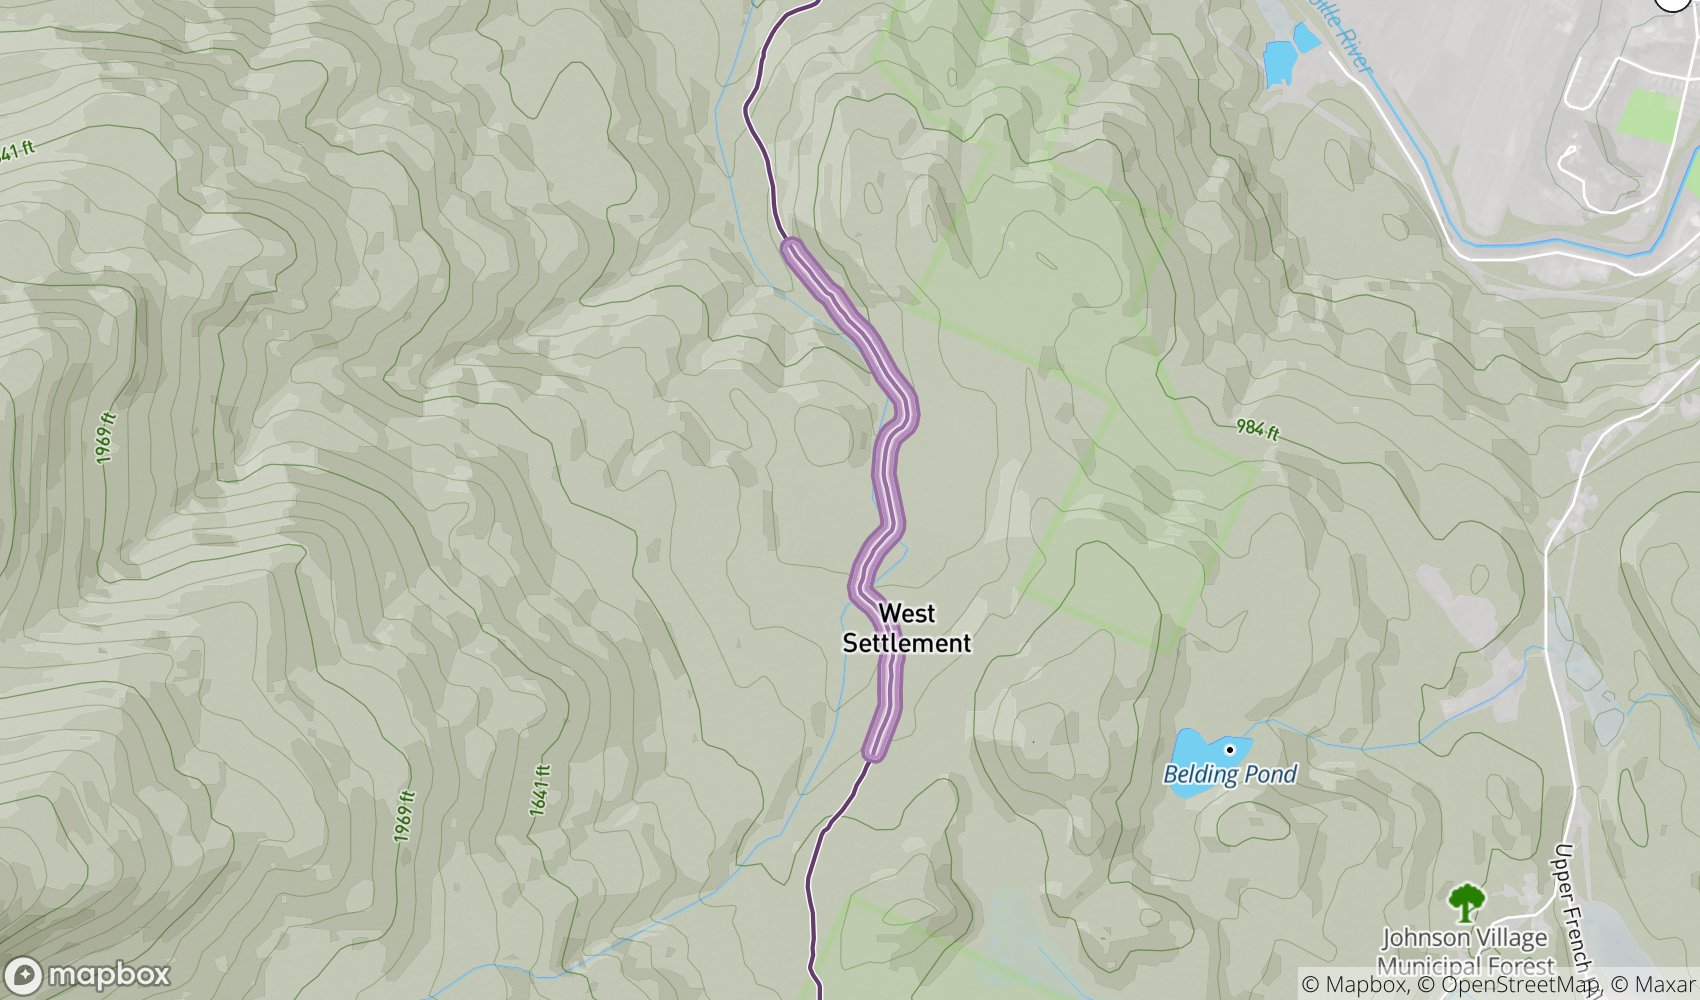 River
41 ft
1969 ft
984 ft
West
Settlement
1641 ft
1969 ft
Belding Pond
Upper French
Johnson Village
Municipal Forest
mapbox
© Mapbox, © OpenStreetMap, © Maxar